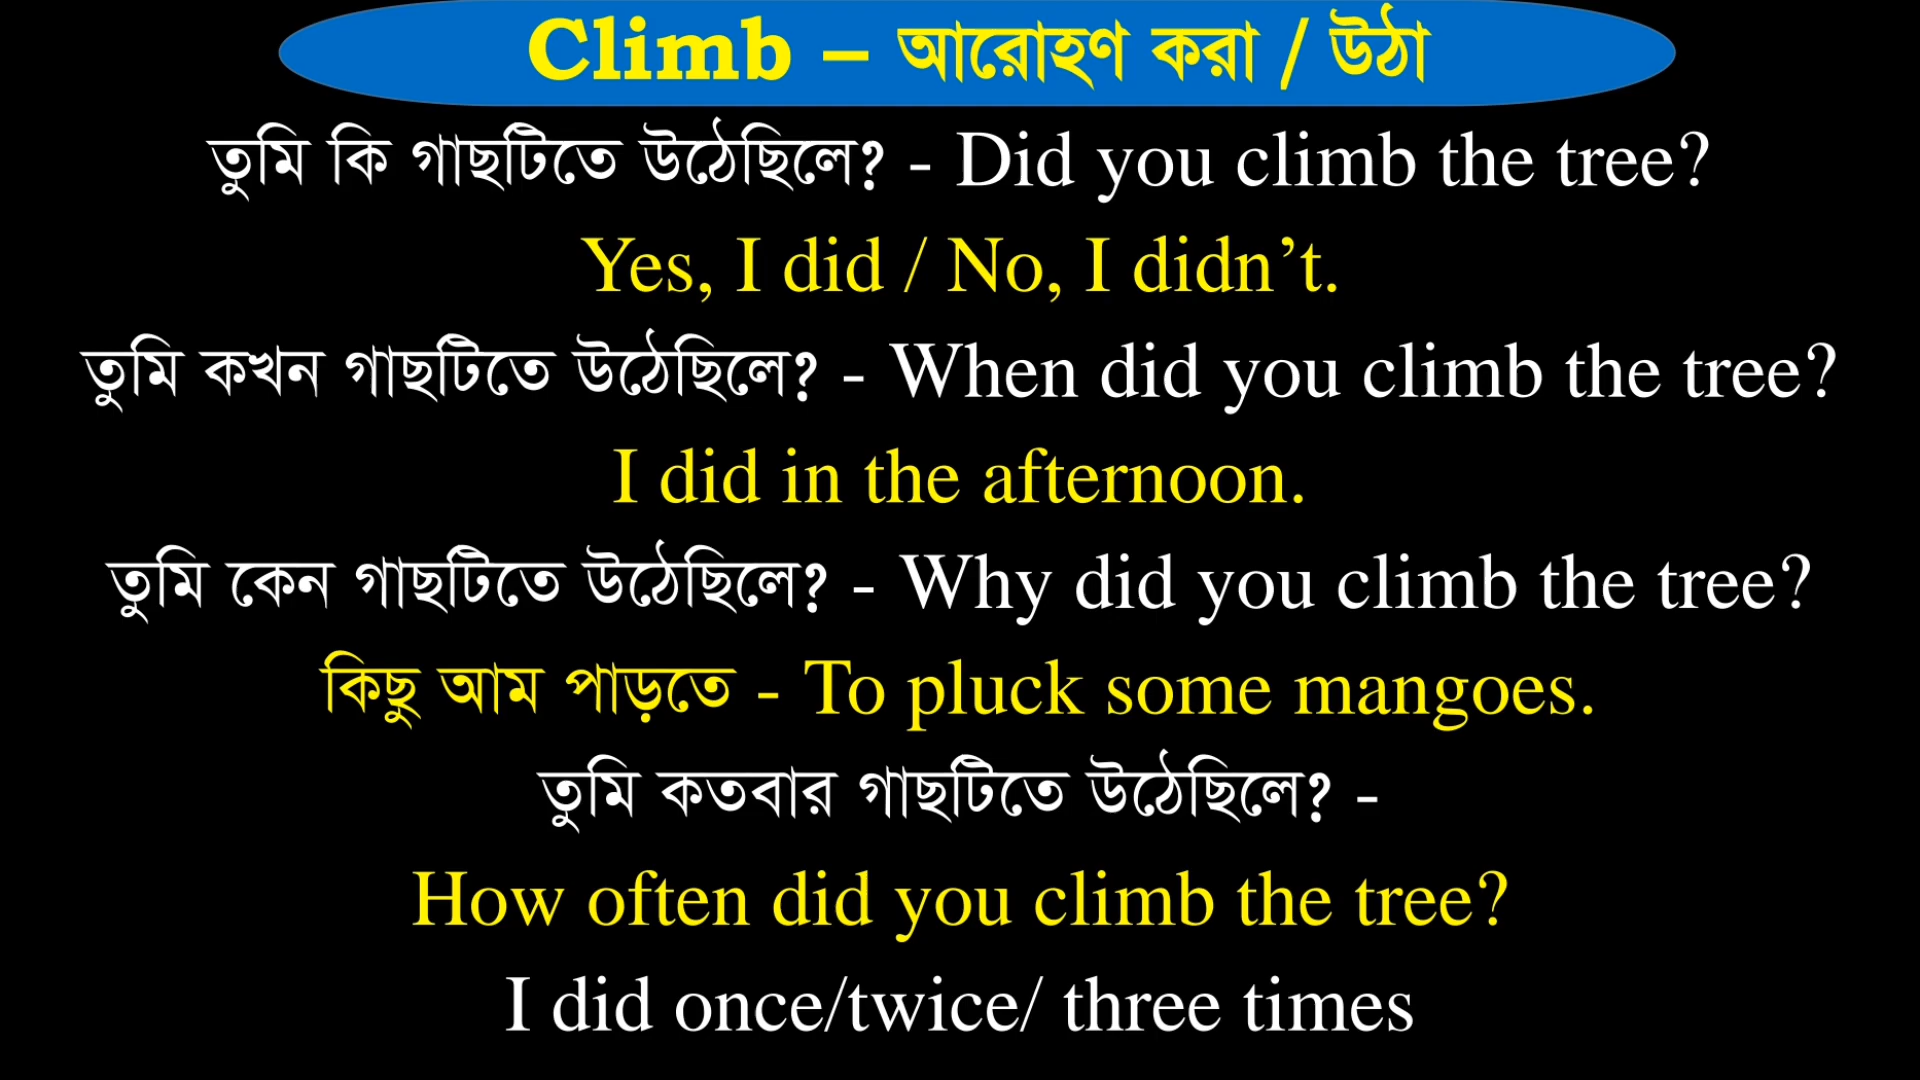 Climb – আরোহণ করা / উঠা
তুমি কি গাছটিতে উঠেছিলে? - Did you climb the tree?
Yes, I did / No, I didn’t.
তুমি কখন গাছটিতে উঠেছিলে? - When did you climb the tree?
I did in the afternoon.
তুমি কেন গাছটিতে উঠেছিলে? - Why did you climb the tree?
কিছু আম পাড়তে - To pluck some mangoes.
তুমি কতবার গাছটিতে উঠেছিলে? -
How often did you climb the tree?
I did once/twice/ three times